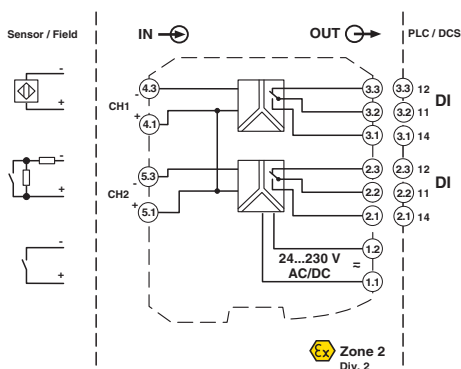 Sensor / Field
IN
OUT
PLC / DCS
-
+
CH1
-
+
4.3
4.1
3.3
3.2
3.1
3.3 12
3.2 11
3.1 14
DI
-
+
CH2
-
+
5.3
5.1
2.3
2.2
2.1
2.3 12
2.2 11
2.1 14
DI
-
+
24...230 V
AC/DC
≈
1.2
1.1
Ex
Zone 2
Div. 2